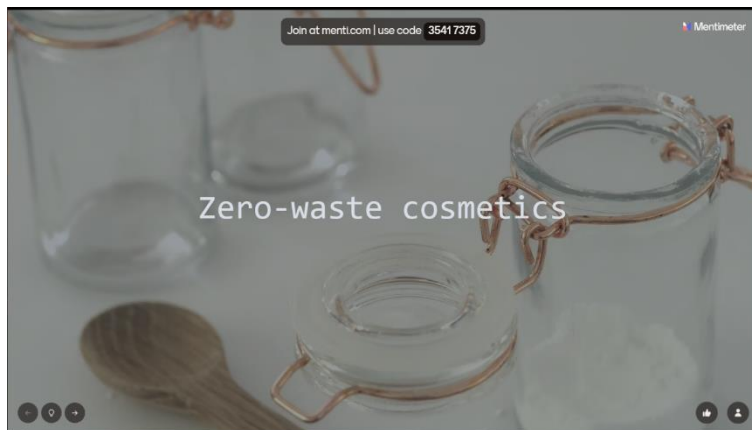 Join at menti.com | use code 3541 7375
Mentimeter
Zero-waste cosmetics